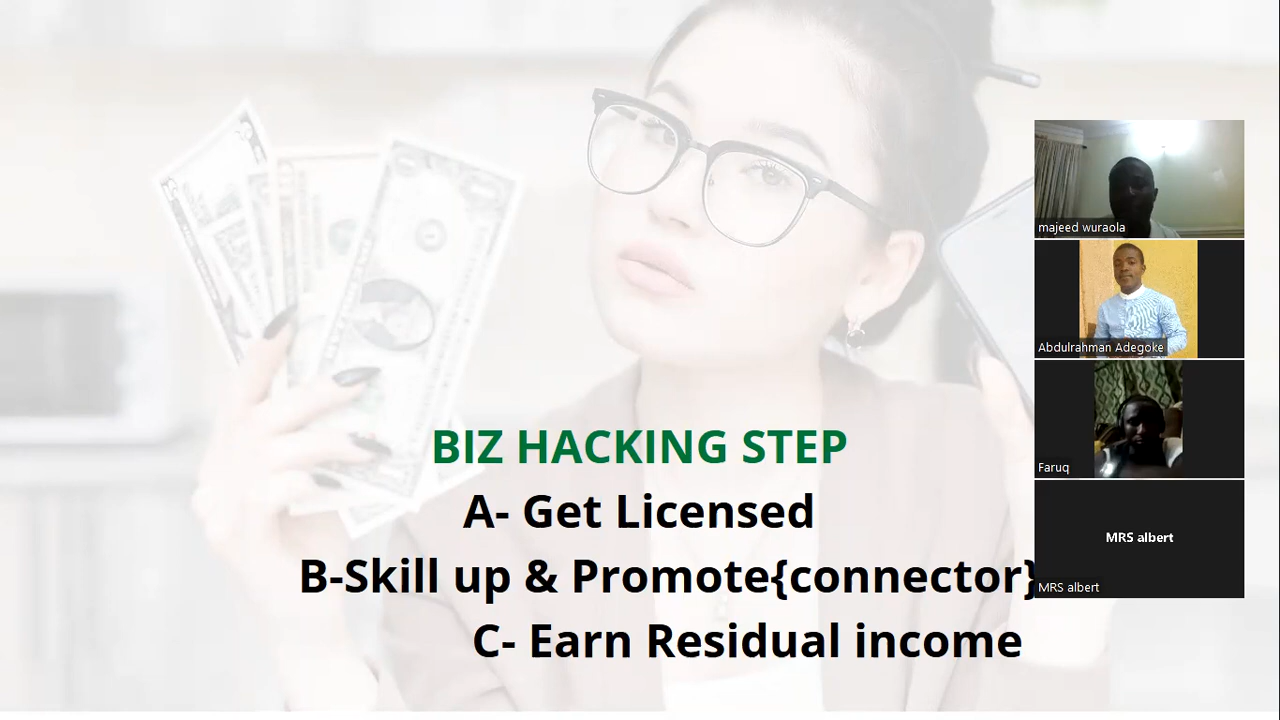 BIZ HACKING STEP
A- Get Licensed
B-Skill up & Promote{connector}
C- Earn Residual income
majeed wuraola
Abdulrahman Adegoke
Faruq
MRS albert
MRS albert